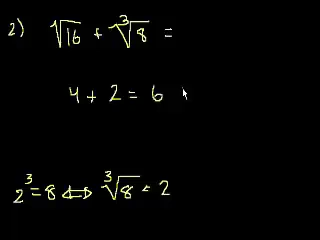 2) √16 + ∛8 =
4 + 2 = 6
2³ = 8 ⟺ ∛8 = 2